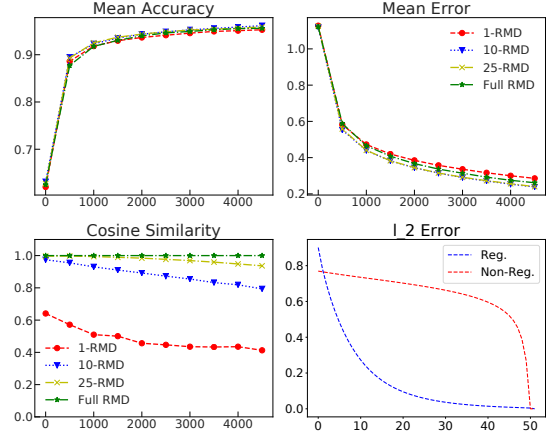 Mean Accuracy
0.9
0.8
0.7
0 1000 2000 3000 4000
Mean Error
1.0
0.8
0.6
0.4
0.2
0 1000 2000 3000 4000
1-RMD
10-RMD
25-RMD
Full RMD
Cosine Similarity
1.0
0.8
0.6
0.4
0.2
0.0
0 1000 2000 3000 4000
1-RMD
10-RMD
25-RMD
Full RMD
l_2 Error
0.8
0.6
0.4
0.2
0.0
0 10 20 30 40 50
Reg.
Non-Reg.